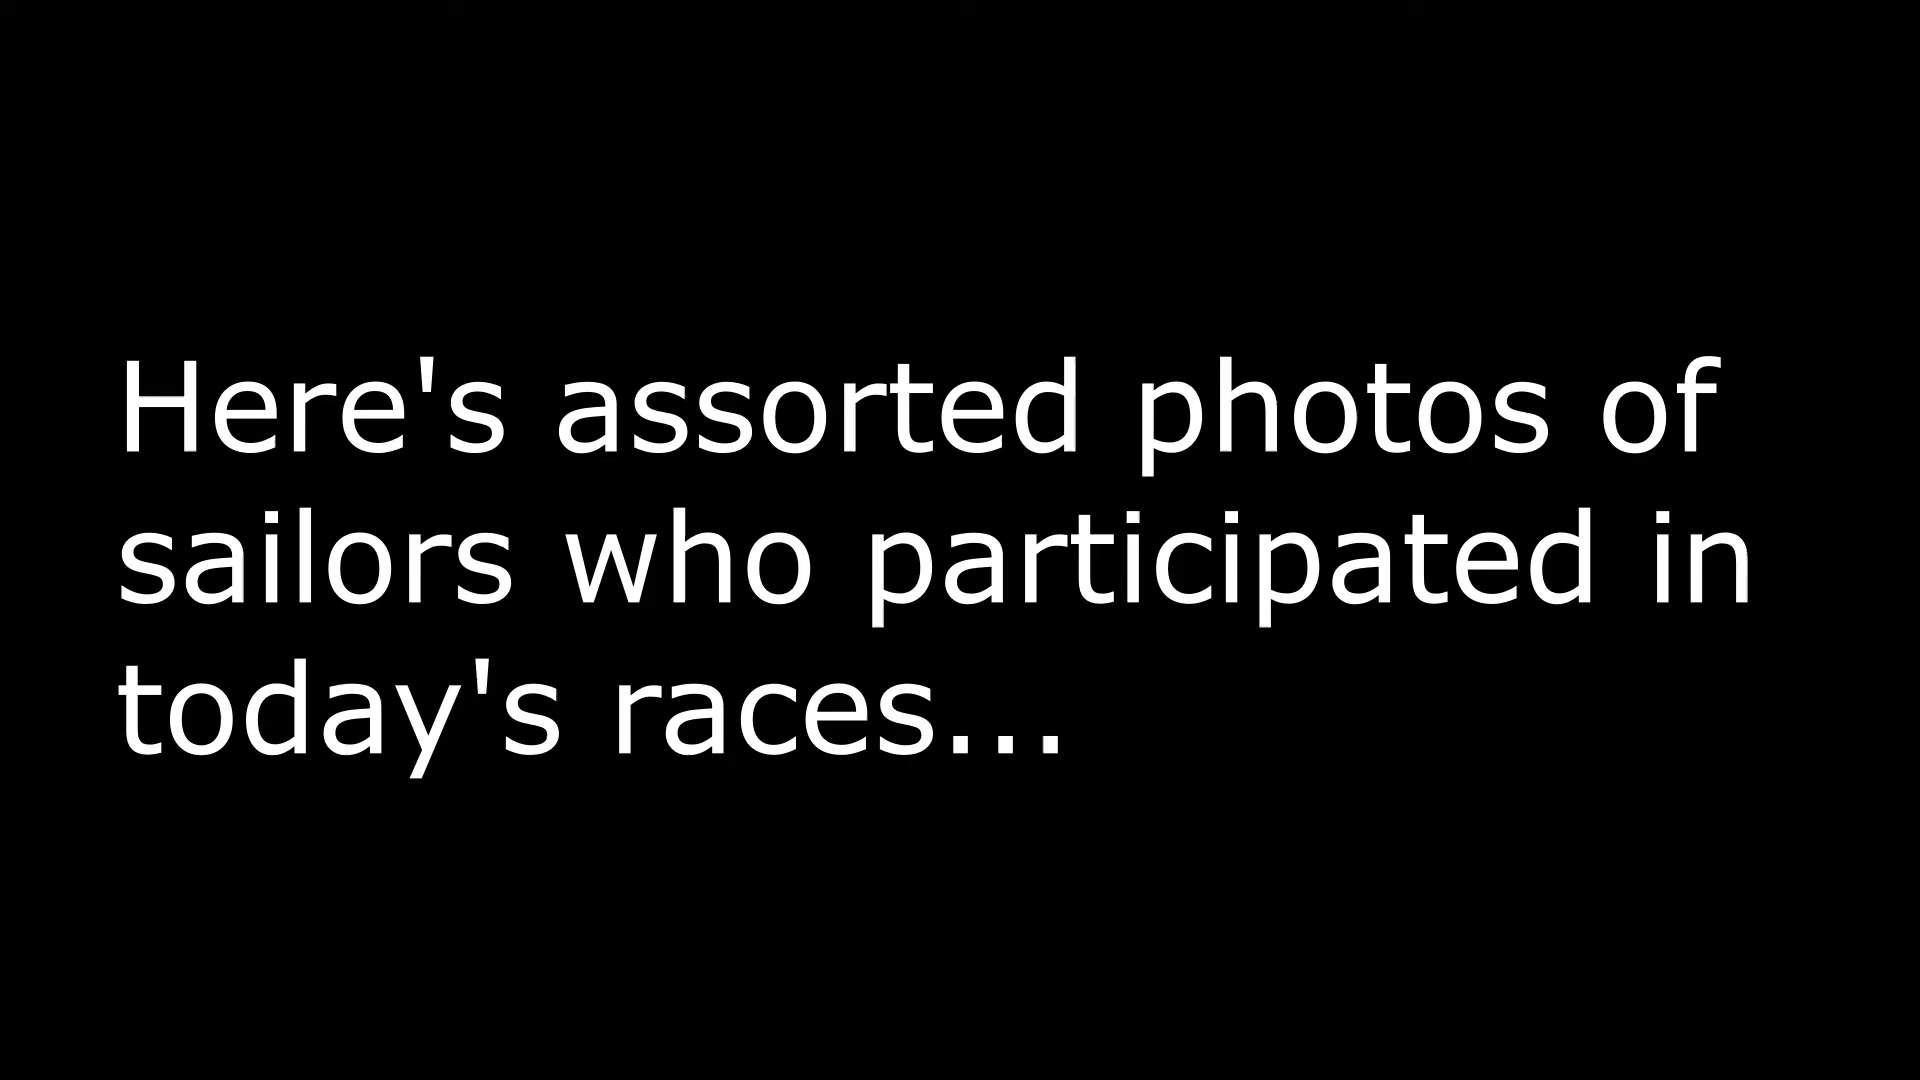 Here's assorted photos of
sailors who participated in
today's races...